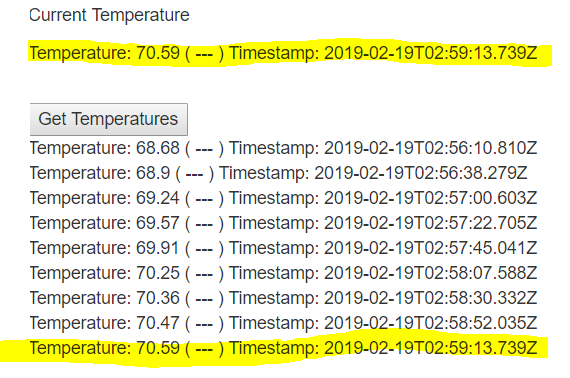 Current Temperature
Temperature: 70.59 ( --- ) Timestamp: 2019-02-19T02:59:13.739Z
Get Temperatures
Temperature: 68.68 ( --- ) Timestamp: 2019-02-19T02:56:10.810Z
Temperature: 68.9 ( --- ) Timestamp: 2019-02-19T02:56:38.279Z
Temperature: 69.24 ( --- ) Timestamp: 2019-02-19T02:57:00.603Z
Temperature: 69.57 ( --- ) Timestamp: 2019-02-19T02:57:22.705Z
Temperature: 69.91 ( --- ) Timestamp: 2019-02-19T02:57:45.041Z
Temperature: 70.25 ( --- ) Timestamp: 2019-02-19T02:58:07.588Z
Temperature: 70.36 ( --- ) Timestamp: 2019-02-19T02:58:30.332Z
Temperature: 70.47 ( --- ) Timestamp: 2019-02-19T02:58:52.035Z
Temperature: 70.59 ( --- ) Timestamp: 2019-02-19T02:59:13.739Z